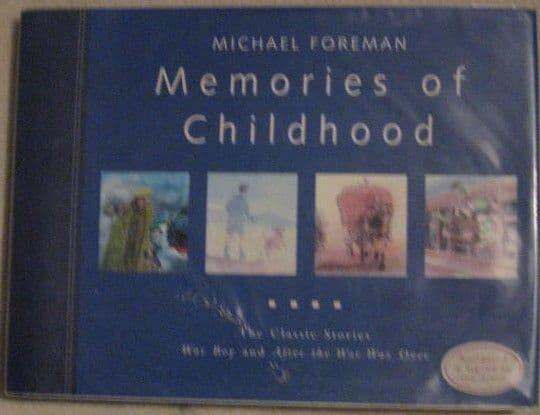 MICHAEL FOREMAN
Memories of
Childhood
The Classic Stories
War Boy and After the War Was Over